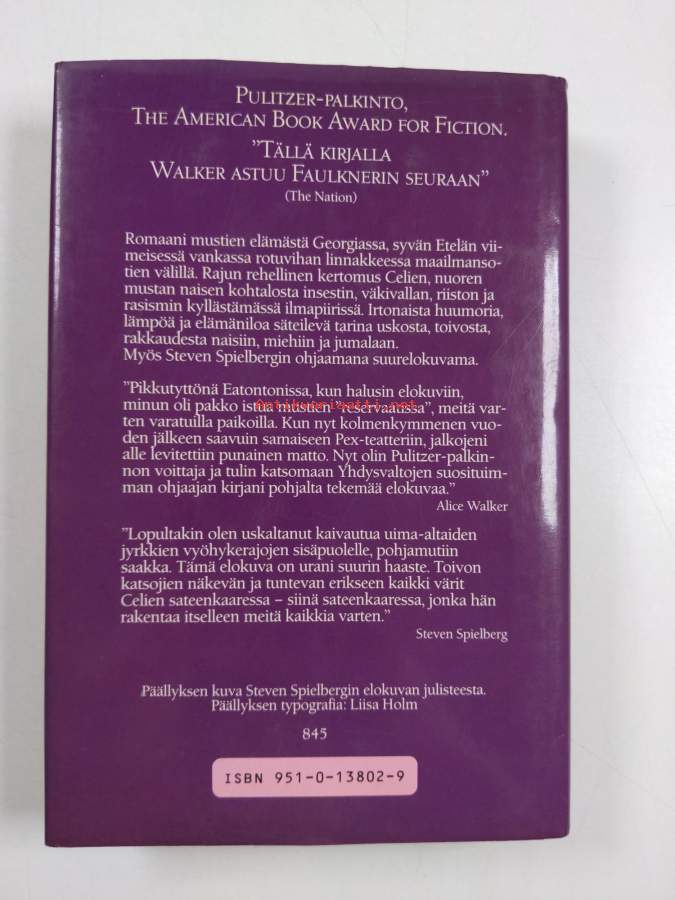 PULITZER-PALKINTO,
THE AMERICAN BOOK AWARD FOR FICTION.
"TÄLLÄ KIRJALLA
WALKER ASTUU FAULKNERIN SEURAAN"
(The Nation)
Romaani mustien elämästä Georgiassa, syvän Etelän vii-
meisessä vankassa rotuvihan linnakkeessa maailmanso-
tien välillä. Rajun rehellinen kertomus Celien, nuoren
mustan naisen kohtalosta insestin, väkivallan, riiston ja
rasismin kyllästämässä ilmapiirissä. Irtonaista huumoria,
lämpöä ja elämäniloa säteilevä tarina uskosta, toivosta,
rakkaudesta naisiin, miehiin ja jumalaan.
Myös Steven Spielbergin ohjaamana suurelokuvama.
"Pikkutyttönä Eatontonissa, kun halusin elokuviin,
minun oli pakko istua mustien "reservaatissa", meitä var-
ten varatuilla paikoilla. Kun nyt kolmenkymmenen vuo-
den jälkeen saavuin samaiseen Pex-teatteriin, jalkojeni
alle levitettiin punainen matto. Nyt olin Pulitzer-palkin-
non voittaja ja tulin katsomaan Yhdysvaltojen suosituim-
man ohjaajan kirjani pohjalta tekemää elokuvaa."
Alice Walker
"Lopultakin olen uskaltanut kaivautua uima-altaiden
jyrkkien vyöhykerajojen sisäpuolelle, pohjamutiin
saakka. Tämä elokuva on urani suurin haaste. Toivon
katsojien näkevän ja tuntevan erikseen kaikki värit
Celien sateenkaaressa – siinä sateenkaaressa, jonka hän
rakentaa itselleen meitä kaikkia varten."
Steven Spielberg
Päällyksen kuva Steven Spielbergin elokuvan julisteesta.
Päällyksen typografia: Liisa Holm
845
ISBN 951-0-13802-9